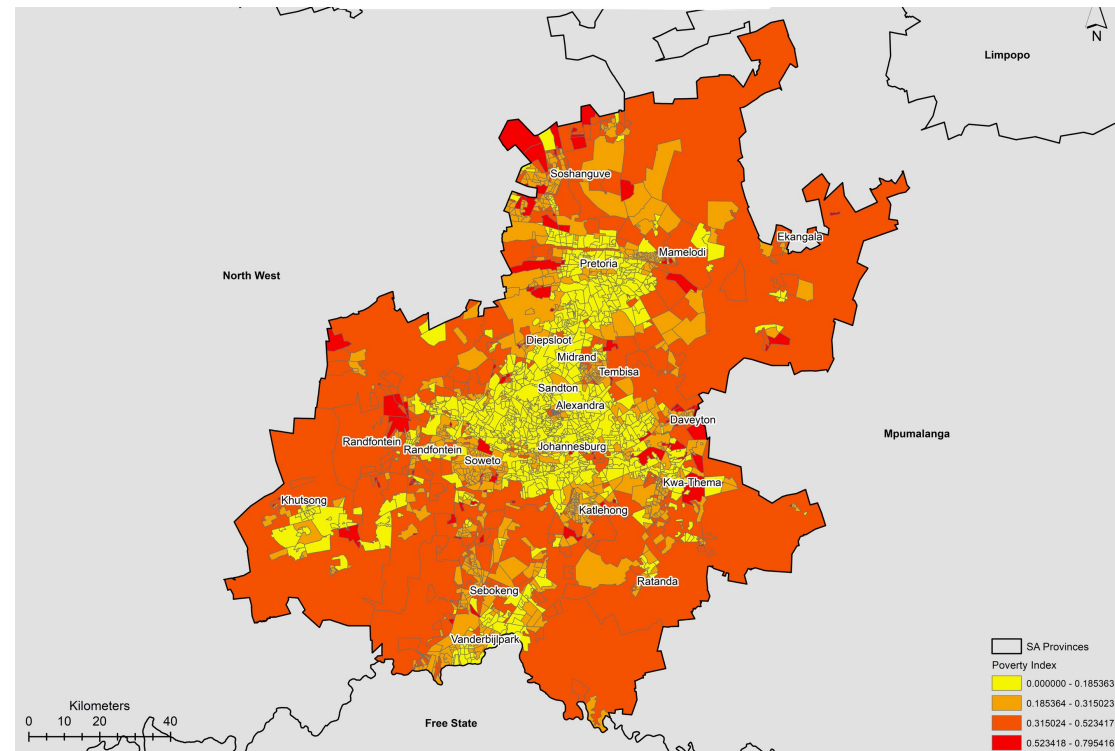 N
Limpopo
Soshanguve
Ekangala
Mamelodi
Pretoria
North West
Diepsloot
Midrand
Tembisa
Sandton
Alexandra
Daveyton
Mpumalanga
Randfontein
Johannesburg
Randfontein
Soweto
Kwa-Thema
Khutsong
Katlehong
Ratanda
Sebokeng
Vanderbijlpark
Free State
Kilometers
0 10 20 40
SA Provinces
Poverty Index
0.000000 - 0.185363
0.185364 - 0.315023
0.315024 - 0.523417
0.523418 - 0.795416